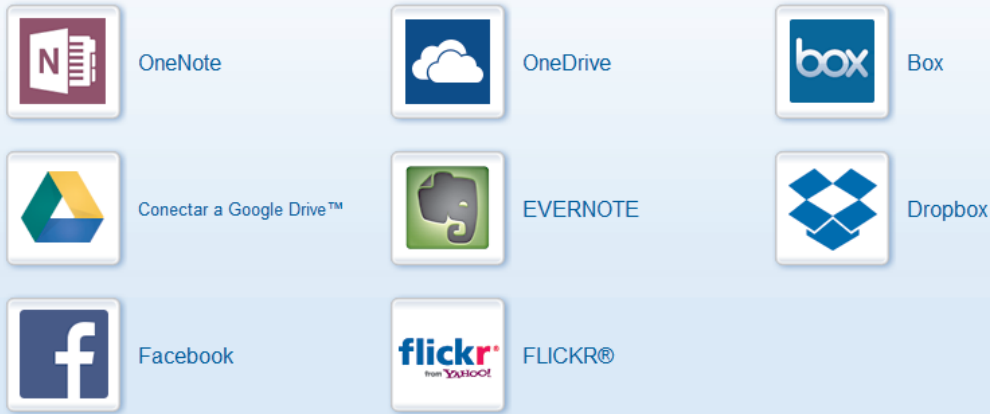 N
OneNote
OneDrive
box
Box
Conectar a Google Drive™
EVERNOTE
Dropbox
f
Facebook
flickr®
from YAHOO!
FLICKR®